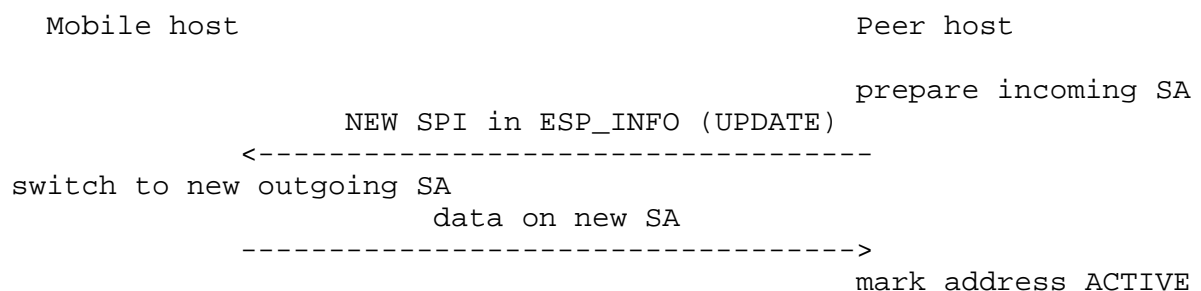 Mobile host Peer host
prepare incoming SA
NEW SPI in ESP_INFO (UPDATE)
<-----------------------------------
switch to new outgoing SA
data on new SA
----------------------------------->
mark address ACTIVE